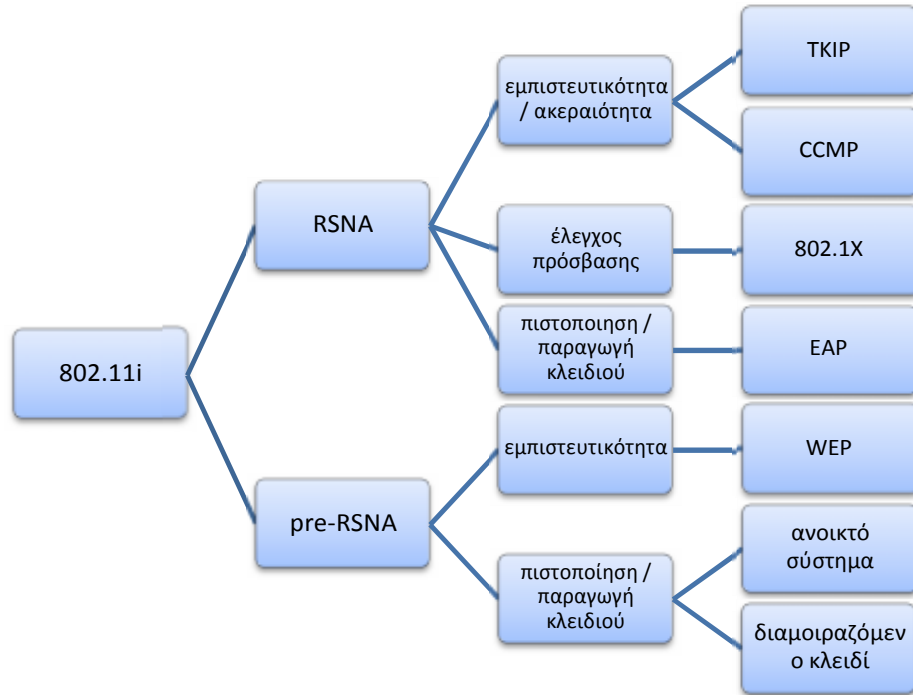 802.11i
RSNA
εμπιστευτικότητα
/ ακεραιότητα
TKIP
CCMP
έλεγχος
πρόσβασης
802.1X
πιστοποιηση /
παραγωγή
κλειδιού
EAP
pre-RSNA
εμπιστευτικότητα
WEP
πιστοποίηση /
παραγωγή
κλειδιού
ανοικτό
σύστημα
διαμοιραζόμεν
ο κλειδί